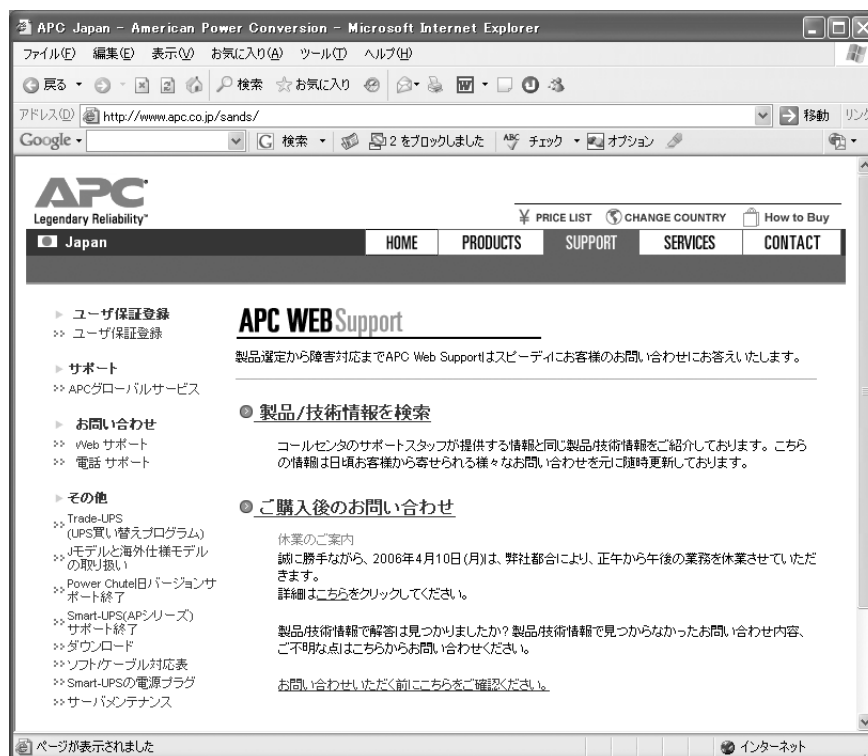 APC Japan - American Power Conversion - Microsoft Internet Explorer
ファイル(F) 編集(E) 表示(V) お気に入り(A) ツール(T) ヘルプ(H)
戻る 検索 お気に入り
アドレス(D) http://www.apc.co.jp/sands/ 移動 リンク
Google 検索 2 をブロックしました ABC チェック オプション
APC
Legendary Reliability™
¥ PRICE LIST CHANGE COUNTRY How to Buy
Japan HOME PRODUCTS SUPPORT SERVICES CONTACT
ユーザ保証登録
>> ユーザ保証登録
サポート
>> APCグローバルサービス
お問い合わせ
>> Web サポート
>> 電話 サポート
その他
>> Trade-UPS
(UPS買い替えプログラム)
>> Jモデルと海外仕様モデル
の取り扱い
>> Power Chute旧バージョンサ
ポート終了
>> Smart-UPS(APシリーズ)
サポート終了
>> ダウンロード
>> ソフト/ケーブル対応表
>> Smart-UPSの電源プラグ
>> サーバメンテナンス
APC WEB Support
製品選定から障害対応までAPC Web Supportはスピーディにお客様のお問い合わせにお答えいたします。
製品/技術情報を検索
コールセンタのサポートスタッフが提供する情報と同じ製品/技術情報をご紹介しております。こちら
の情報は日頃お客様から寄せられる様々なお問い合わせを元に随時更新しております。
ご購入後のお問い合わせ
休業のご案内
誠に勝手ながら、2006年4月10日(月)は、弊社都合により、正午から午後の業務を休業させていただ
きます。
詳細はこちらをクリックしてください。
製品/技術情報で解答は見つかりましたか? 製品/技術情報で見つからなかったお問い合わせ内容、
ご不明な点はこちらからお問い合わせください。
お問い合わせいただく前にこちらをご確認ください。
ページが表示されました インターネット